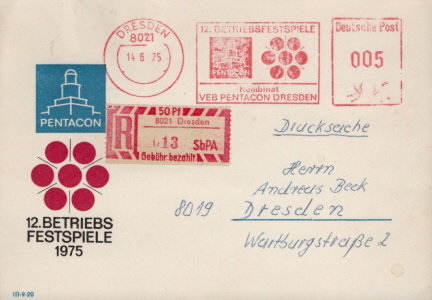 DRESDEN
8021
14.6.75
12. BETRIEBSFESTSPIELE
PENTACON
Kombinat
VEB PENTACON DRESDEN
Deutsche Post
005
PENTACON
50 Pf
8021 Dresden
R 013 SbPA
Gebühr bezahlt
Drucksache
Herrn
Andreas Beck
8019 Dresden
Wartburgstraße 2
12. BETRIEBS
FESTSPIELE
1975
III-9-20